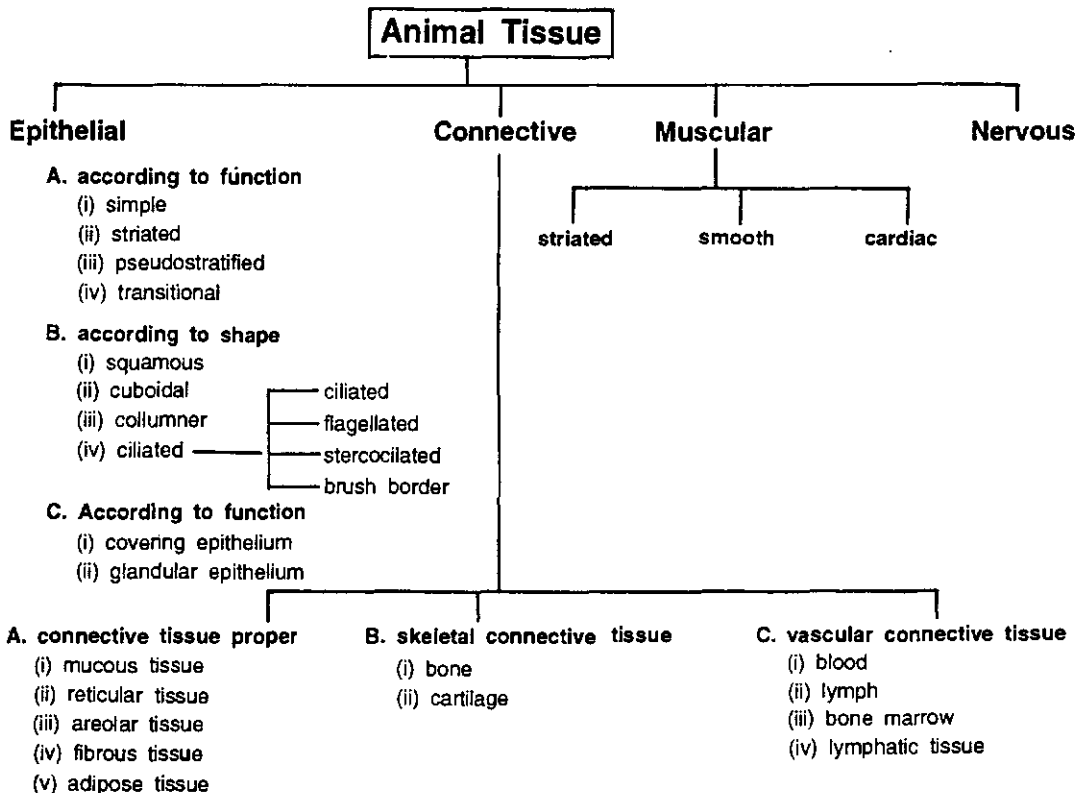 Animal Tissue
Epithelial
Connective
Muscular
Nervous
A. according to function
(i) simple
(ii) striated
(iii) pseudostratified
(iv) transitional
striated
smooth
cardiac
B. according to shape
(i) squamous
(ii) cuboidal
(iii) collumner
(iv) ciliated
ciliated
flagellated
stercocilated
brush border
C. According to function
(i) covering epithelium
(ii) glandular epithelium
A. connective tissue proper
(i) mucous tissue
(ii) reticular tissue
(iii) areolar tissue
(iv) fibrous tissue
(v) adipose tissue
B. skeletal connective tissue
(i) bone
(ii) cartilage
C. vascular connective tissue
(i) blood
(ii) lymph
(iii) bone marrow
(iv) lymphatic tissue